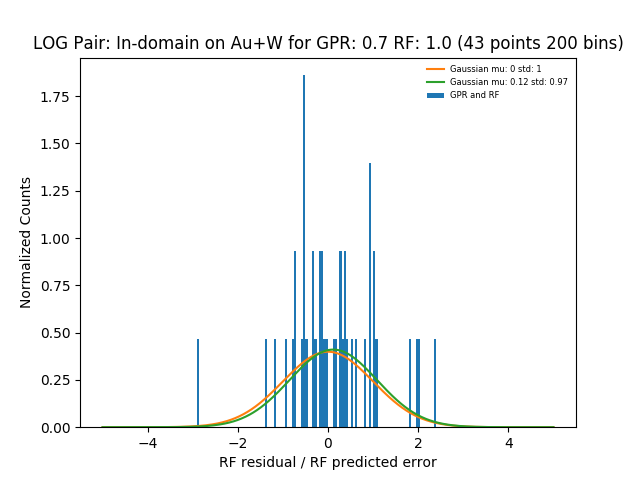 LOG Pair: In-domain on Au+W for GPR: 0.7 RF: 1.0 (43 points 200 bins)
Gaussian mu: 0 std: 1
Gaussian mu: 0.12 std: 0.97
GPR and RF
Normalized Counts
1.75
1.50
1.25
1.00
0.75
0.50
0.25
0.00
−4
−2
0
2
4
RF residual / RF predicted error